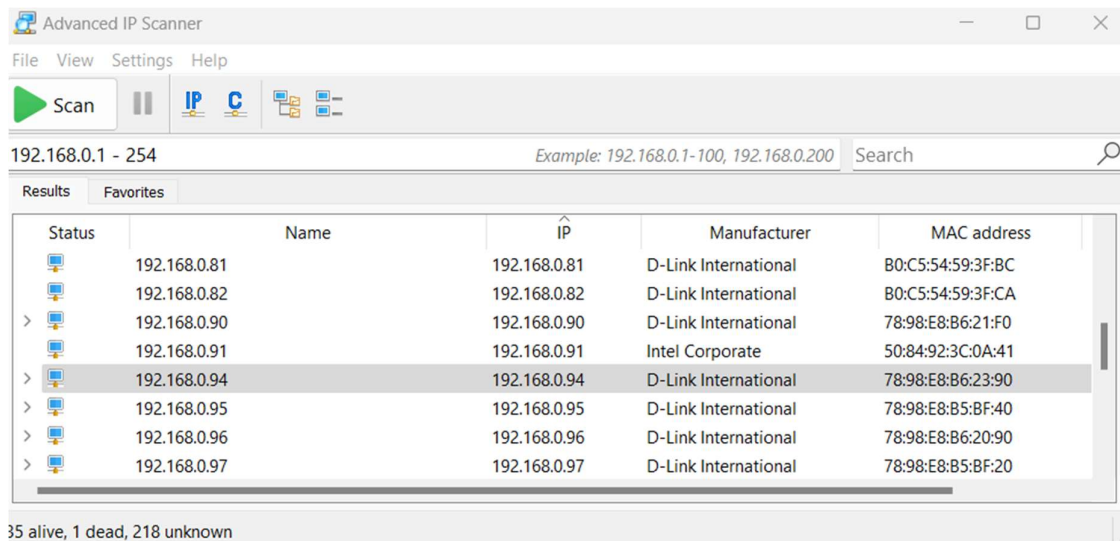 Advanced IP Scanner
File View Settings Help
Scan IP C
192.168.0.1 - 254 Example: 192.168.0.1-100, 192.168.0.200 Search
Results Favorites
Status Name IP Manufacturer MAC address
192.168.0.81 192.168.0.81 D-Link International B0:C5:54:59:3F:BC
192.168.0.82 192.168.0.82 D-Link International B0:C5:54:59:3F:CA
192.168.0.90 192.168.0.90 D-Link International 78:98:E8:B6:21:F0
192.168.0.91 192.168.0.91 Intel Corporate 50:84:92:3C:0A:41
192.168.0.94 192.168.0.94 D-Link International 78:98:E8:B6:23:90
192.168.0.95 192.168.0.95 D-Link International 78:98:E8:B5:BF:40
192.168.0.96 192.168.0.96 D-Link International 78:98:E8:B6:20:90
192.168.0.97 192.168.0.97 D-Link International 78:98:E8:B5:BF:20
35 alive, 1 dead, 218 unknown